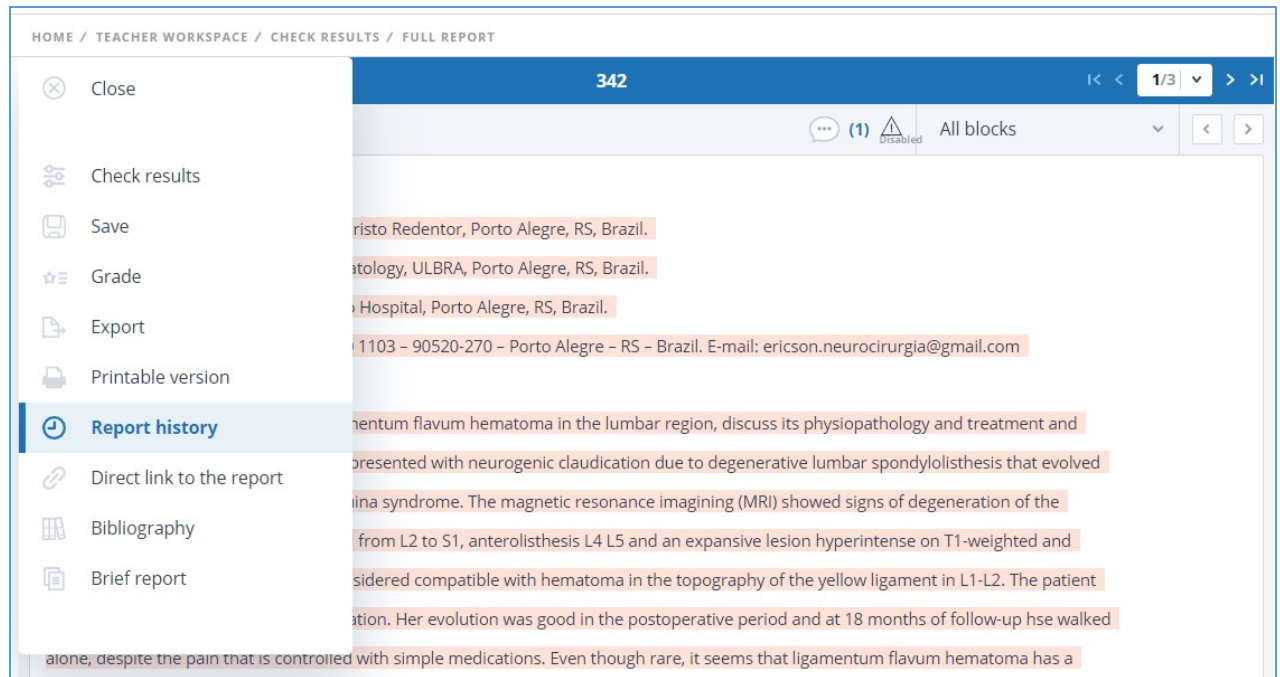 HOME / TEACHER WORKSPACE / CHECK RESULTS / FULL REPORT
Close
342
1/3
(1)
Disabled
All blocks
Check results
Save
risto Redentor, Porto Alegre, RS, Brazil.
atology, ULBRA, Porto Alegre, RS, Brazil.
Grade
Hospital, Porto Alegre, RS, Brazil.
Export
1103 – 90520-270 – Porto Alegre – RS – Brazil. E-mail: ericson.neurocirurgia@gmail.com
Printable version
Report history
mentum flavum hematoma in the lumbar region, discuss its physiopathology and treatment and
presented with neurogenic claudication due to degenerative lumbar spondylolisthesis that evolved
Direct link to the report
ina syndrome. The magnetic resonance imagining (MRI) showed signs of degeneration of the
Bibliography
from L2 to S1, anterolisthesis L4 L5 and an expansive lesion hyperintense on T1-weighted and
Brief report
sidered compatible with hematoma in the topography of the yellow ligament in L1-L2. The patient
ation. Her evolution was good in the postoperative period and at 18 months of follow-up hse walked
alone, despite the pain that is controlled with simple medications. Even though rare, it seems that ligamentum flavum hematoma has a